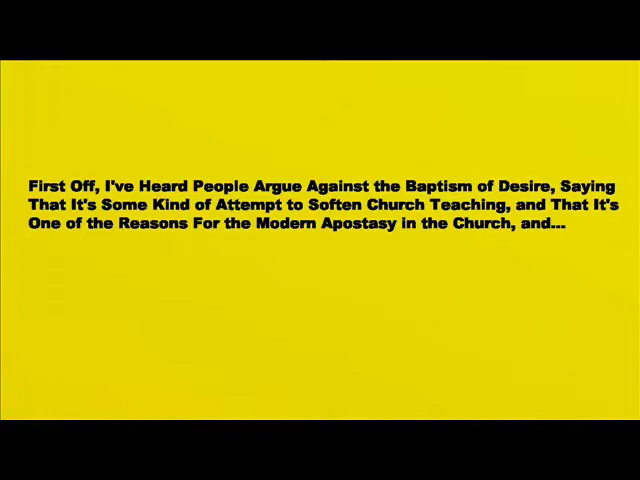 First Off, I've Heard People Argue Against the Baptism of Desire, Saying
That It's Some Kind of Attempt to Soften Church Teaching, and That It's
One of the Reasons For the Modern Apostasy in the Church, and...